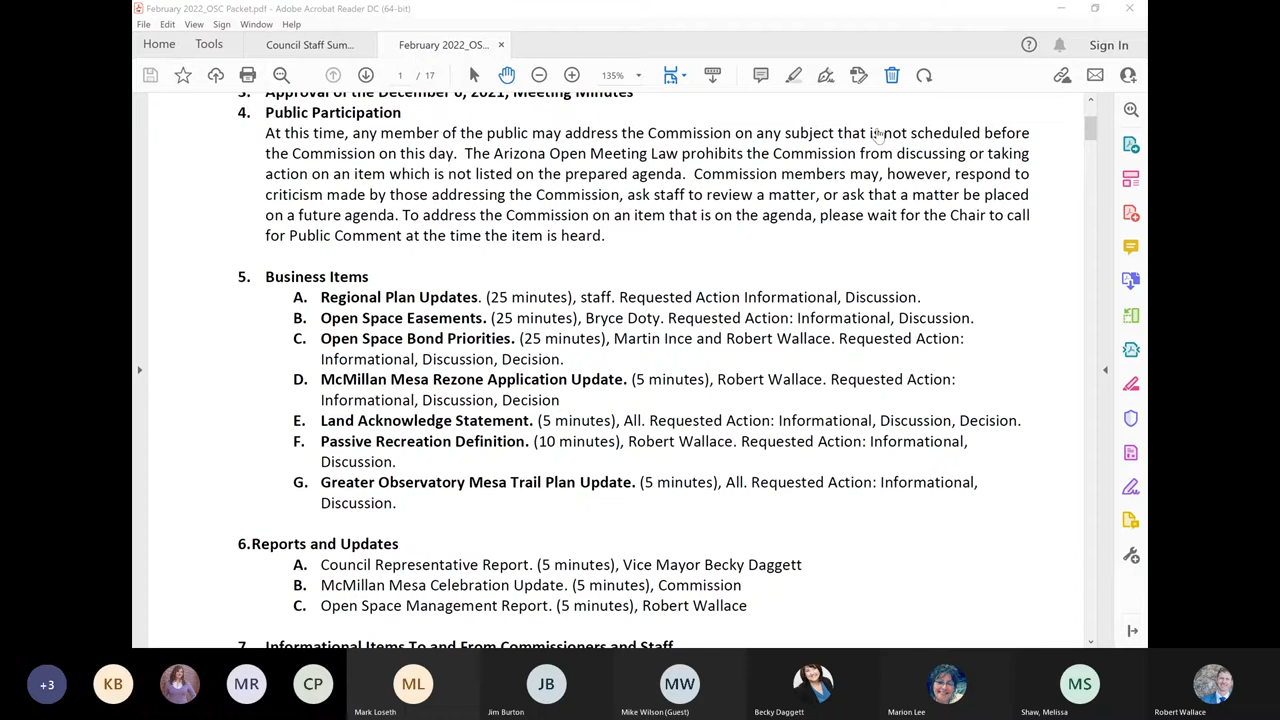 February 2022_OSC Packet.pdf - Adobe Acrobat Reader DC (64-bit)
File Edit View Sign Window Help
Home Tools Council Staff Sum... February 2022_OSC... × Sign In
1 / 17 135%
3. Approval of the December 6, 2021, Meeting Minutes
4. Public Participation
At this time, any member of the public may address the Commission on any subject that is not scheduled before
the Commission on this day. The Arizona Open Meeting Law prohibits the Commission from discussing or taking
action on an item which is not listed on the prepared agenda. Commission members may, however, respond to
criticism made by those addressing the Commission, ask staff to review a matter, or ask that a matter be placed
on a future agenda. To address the Commission on an item that is on the agenda, please wait for the Chair to call
for Public Comment at the time the item is heard.
5. Business Items
A. Regional Plan Updates. (25 minutes), staff. Requested Action Informational, Discussion.
B. Open Space Easements. (25 minutes), Bryce Doty. Requested Action: Informational, Discussion.
C. Open Space Bond Priorities. (25 minutes), Martin Ince and Robert Wallace. Requested Action:
Informational, Discussion, Decision.
D. McMillan Mesa Rezone Application Update. (5 minutes), Robert Wallace. Requested Action:
Informational, Discussion, Decision
E. Land Acknowledge Statement. (5 minutes), All. Requested Action: Informational, Discussion, Decision.
F. Passive Recreation Definition. (10 minutes), Robert Wallace. Requested Action: Informational,
Discussion.
G. Greater Observatory Mesa Trail Plan Update. (5 minutes), All. Requested Action: Informational,
Discussion.
6.Reports and Updates
A. Council Representative Report. (5 minutes), Vice Mayor Becky Daggett
B. McMillan Mesa Celebration Update. (5 minutes), Commission
C. Open Space Management Report. (5 minutes), Robert Wallace
7. Informational Items To and From Commissioners and Staff
+3 KB MR CP ML JB MW MS
Mark Loseth Jim Burton Mike Wilson (Guest) Becky Daggett Marion Lee Shaw, Melissa Robert Wallace